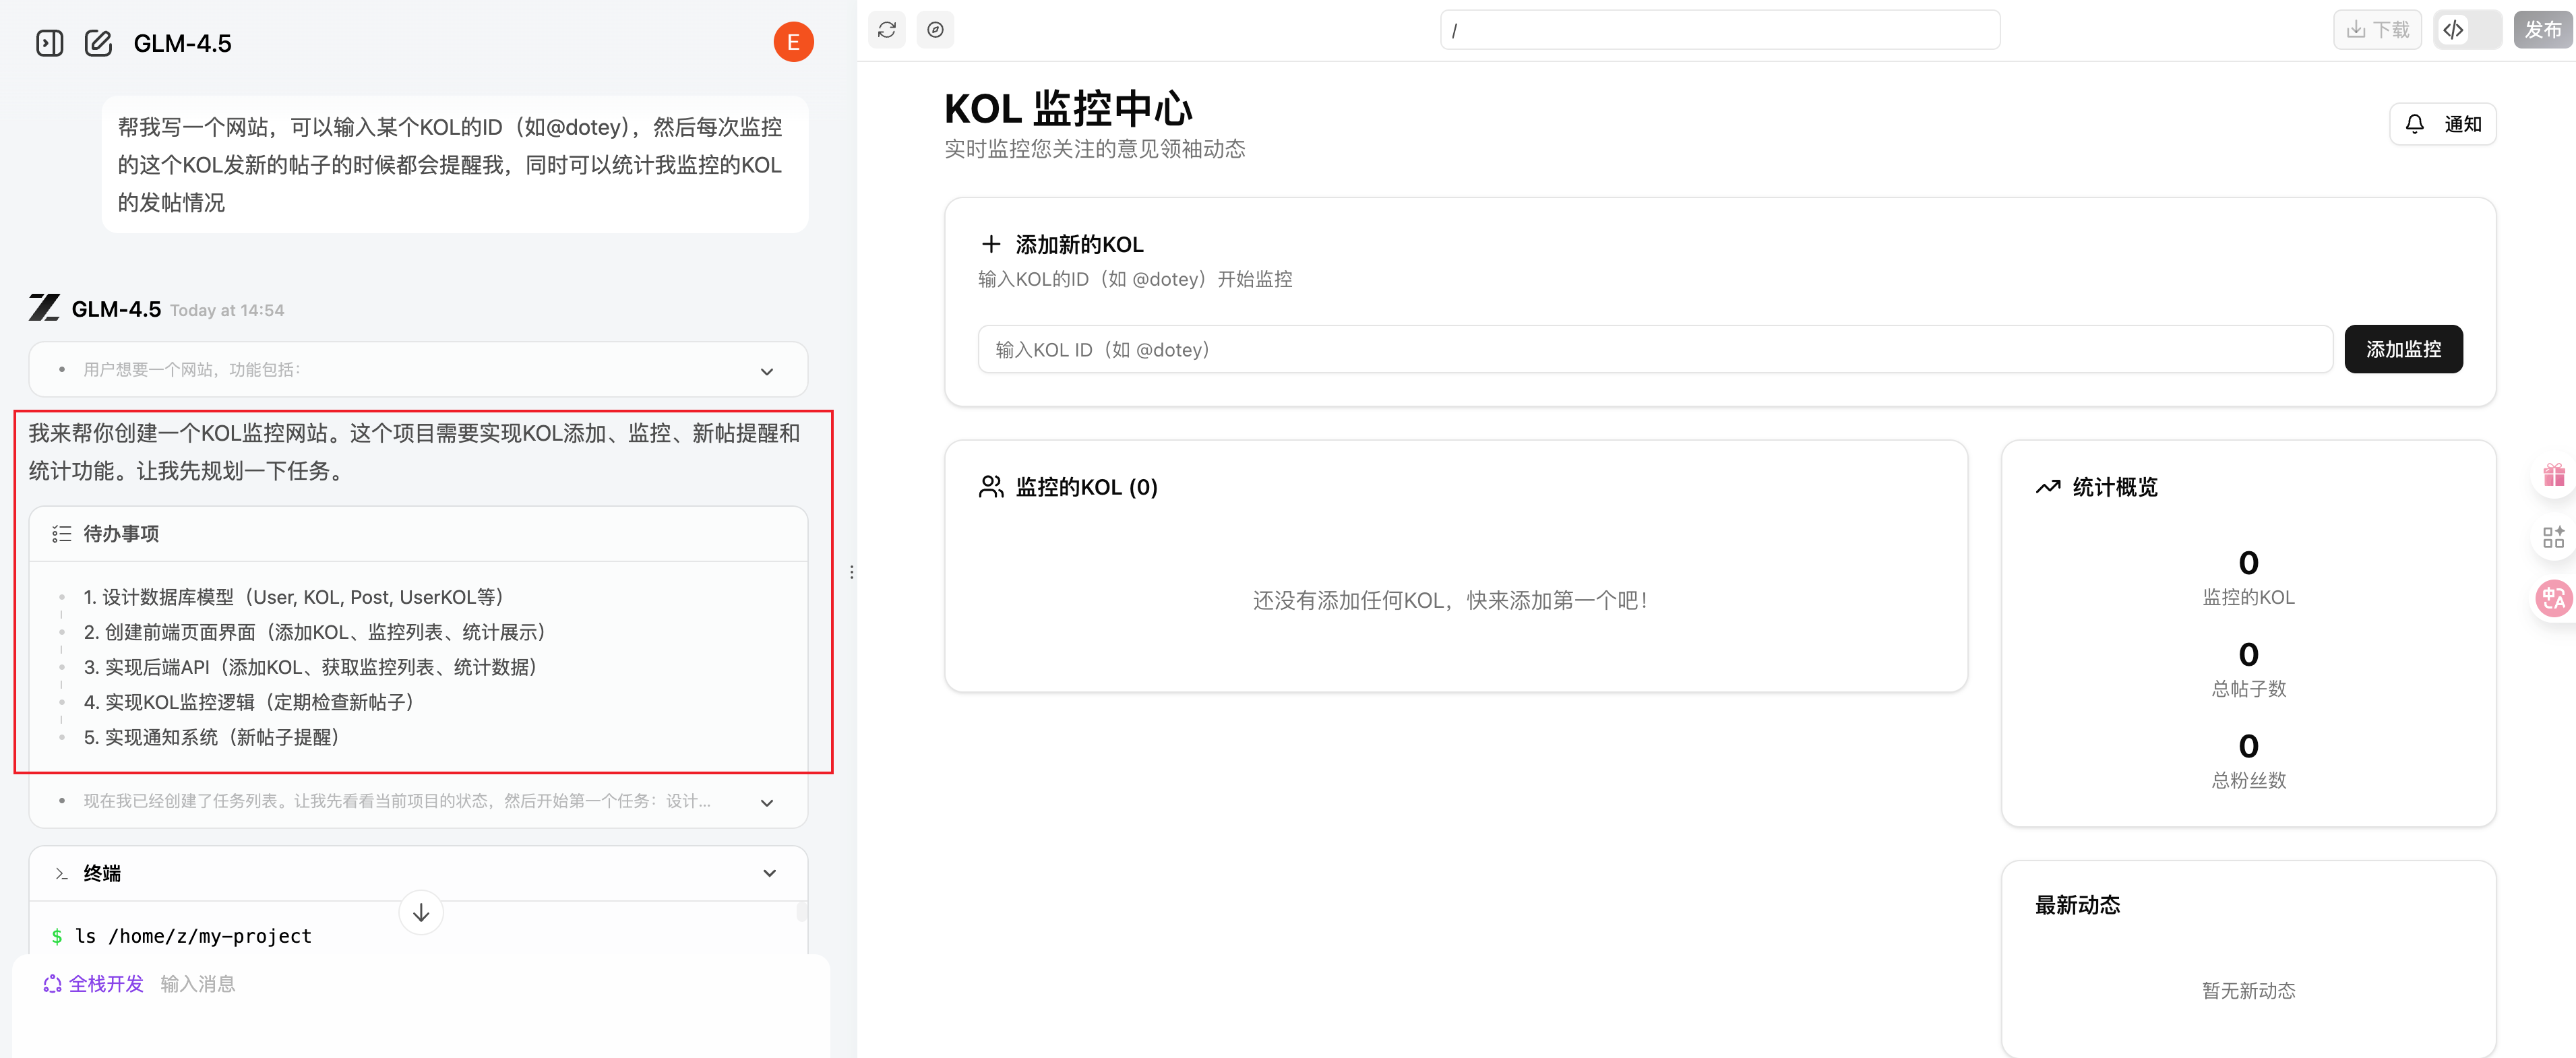 GLM-4.5
E
帮我写一个网站，可以输入某个KOL的ID（如@dotey），然后每次监控
的这个KOL发新的帖子的时候都会提醒我，同时可以统计我监控的KOL
的发帖情况
GLM-4.5 Today at 14:54
用户想要一个网站，功能包括：
我来帮你创建一个KOL监控网站。这个项目需要实现KOL添加、监控、新帖提醒和
统计功能。让我先规划一下任务。
待办事项
1. 设计数据库模型（User, KOL, Post, UserKOL等）
2. 创建前端页面界面（添加KOL、监控列表、统计展示）
3. 实现后端API（添加KOL、获取监控列表、统计数据）
4. 实现KOL监控逻辑（定期检查新帖子）
5. 实现通知系统（新帖子提醒）
现在我已经创建了任务列表。让我先看看当前项目的状态，然后开始第一个任务：设计...
终端
$ ls /home/z/my-project
全栈开发 输入消息
/
下载
发布
KOL 监控中心
实时监控您关注的意见领袖动态
通知
添加新的KOL
输入KOL的ID（如 @dotey）开始监控
输入KOL ID（如 @dotey）
添加监控
监控的KOL (0)
还没有添加任何KOL，快来添加第一个吧！
统计概览
0
监控的KOL
0
总帖子数
0
总粉丝数
最新动态
暂无新动态
中A